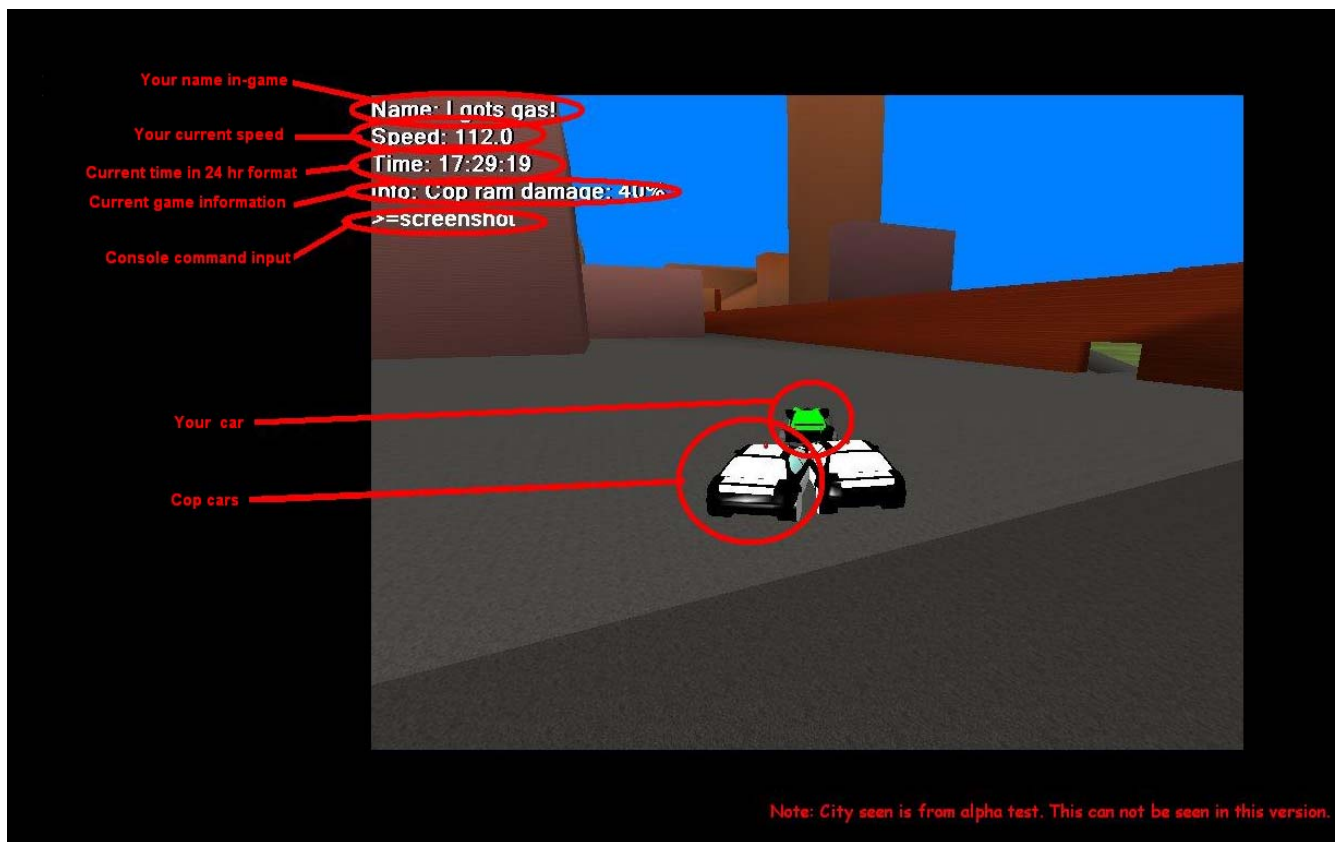 Your name in-game
Name: I gots gas!
Your current speed
Speed: 112.0
Current time in 24 hr format
Time: 17:29:19
Current game information
Info: Cop ram damage: 40%
Console command input
>=screenshot
Your car
Cop cars
Note: City seen is from alpha test. This can not be seen in this version.